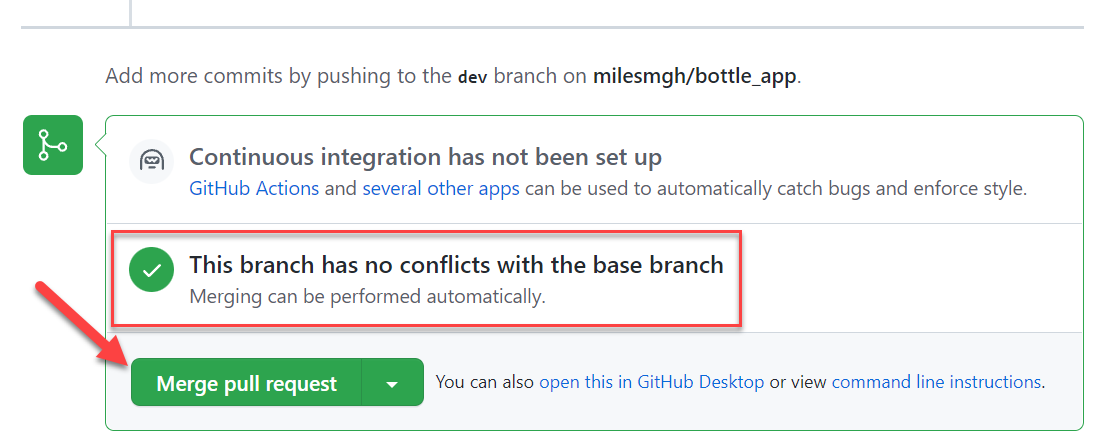 Add more commits by pushing to the dev branch on milesmgh/bottle_app.
Continuous integration has not been set up
GitHub Actions and several other apps can be used to automatically catch bugs and enforce style.
This branch has no conflicts with the base branch
Merging can be performed automatically.
Merge pull request You can also open this in GitHub Desktop or view command line instructions.